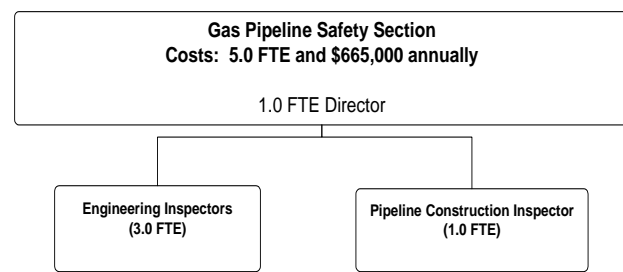 Gas Pipeline Safety Section
Costs:  5.0 FTE and $665,000 annually
1.0 FTE Director
Engineering Inspectors
(3.0 FTE)
Pipeline Construction Inspector
(1.0 FTE)